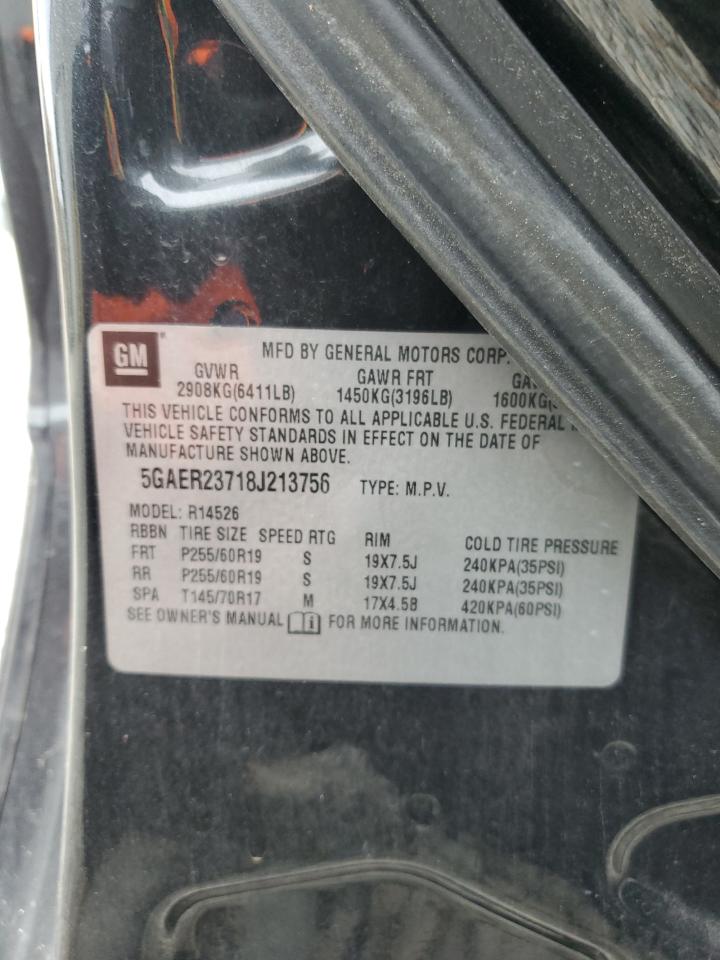 GM
MFD BY GENERAL MOTORS CORP.
GVWR GAWR FRT
2908KG(6411LB) 1450KG(3196LB) 1600KG(
THIS VEHICLE CONFORMS TO ALL APPLICABLE U.S. FEDERAL
VEHICLE SAFETY STANDARDS IN EFFECT ON THE DATE OF
MANUFACTURE SHOWN ABOVE.
5GAER23718J213756 TYPE: M.P.V.
MODEL: R14526
RBBN TIRE SIZE SPEED RTG RIM COLD TIRE PRESSURE
FRT P255/60R19 S 19X7.5J 240KPA(35PSI)
RR P255/60R19 S 19X7.5J 240KPA(35PSI)
SPA T145/70R17 M 17X4.5B 420KPA(60PSI)
SEE OWNER'S MANUAL i FOR MORE INFORMATION.